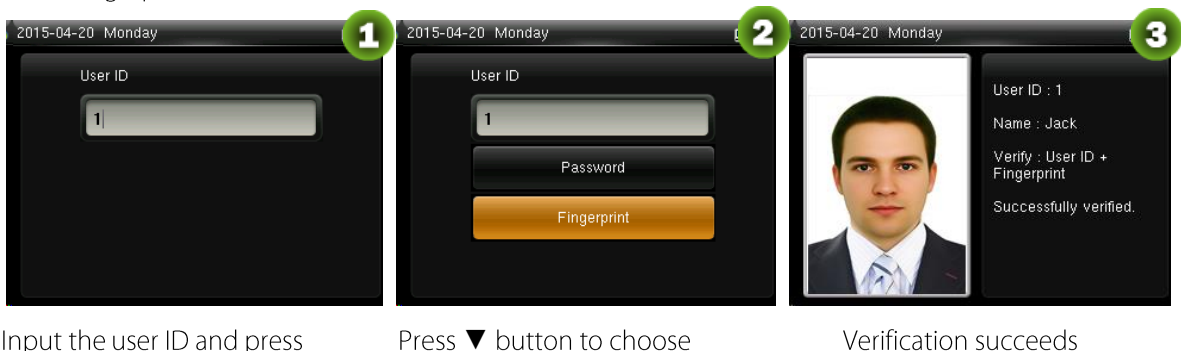 1
2015-04-20 Monday
User ID
1
Input the user ID and press
2
2015-04-20 Monday
User ID
1
Password
Fingerprint
Press ▼ button to choose
3
2015-04-20 Monday
User ID : 1
Name : Jack
Verify : User ID +
Fingerprint
Successfully verified.
Verification succeeds